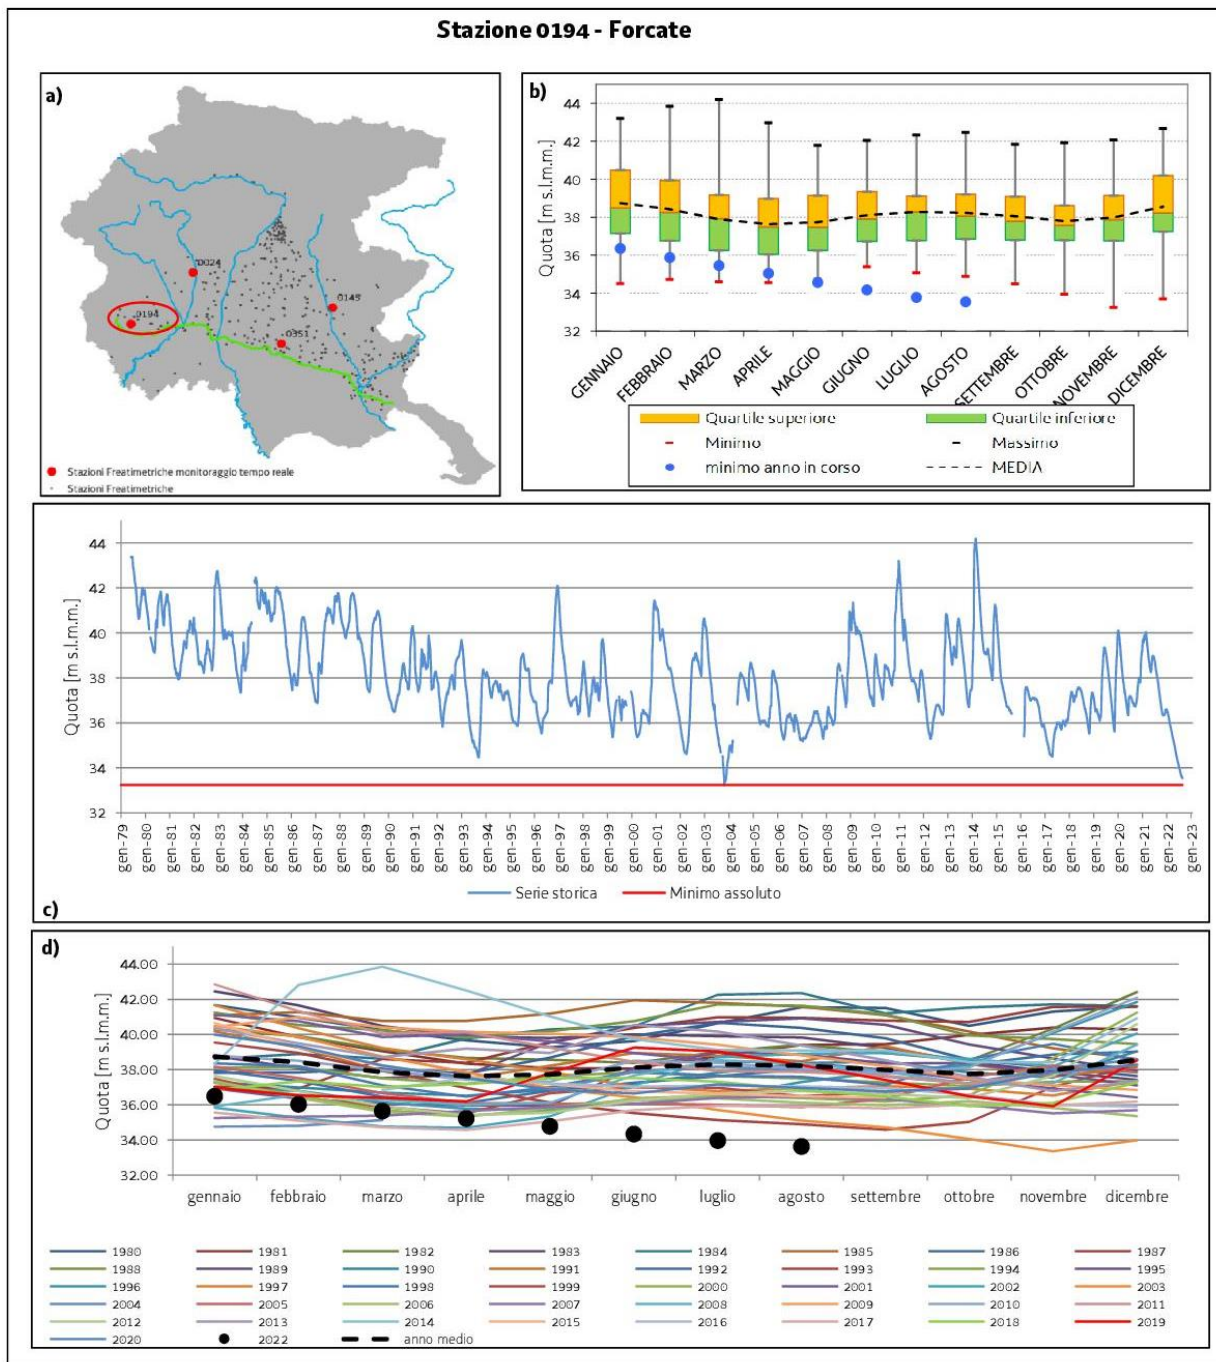 Stazione 0194 - Forcate
a)
0024
0194
0145
0351
Stazioni Freatimetriche monitoraggio tempo reale
Stazioni Freatimetriche
b)
Quota [m s.l.m.m.]
44
42
40
38
36
34
32
GENNAIO FEBBRAIO MARZO APRILE MAGGIO GIUGNO LUGLIO AGOSTO SETTEMBRE OTTOBRE NOVEMBRE DICEMBRE
Quartile superiore Quartile inferiore
Minimo Massimo
minimo anno in corso MEDIA
Quota [m s.l.m.m.]
44
42
40
38
36
34
32
gen-79 gen-80 gen-81 gen-82 gen-83 gen-84 gen-85 gen-86 gen-87 gen-88 gen-89 gen-90 gen-91 gen-92 gen-93 gen-94 gen-95 gen-96 gen-97 gen-98 gen-99 gen-00 gen-01 gen-02 gen-03 gen-04 gen-05 gen-06 gen-07 gen-08 gen-09 gen-10 gen-11 gen-12 gen-13 gen-14 gen-15 gen-16 gen-17 gen-18 gen-19 gen-20 gen-21 gen-22 gen-23
Serie storica Minimo assoluto
c)
d)
Quota [m s.l.m.m.]
44.00
42.00
40.00
38.00
36.00
34.00
32.00
gennaio febbraio marzo aprile maggio giugno luglio agosto settembre ottobre novembre dicembre
1980 1981 1982 1983 1984 1985 1986 1987
1988 1989 1990 1991 1992 1993 1994 1995
1996 1997 1998 1999 2000 2001 2002 2003
2004 2005 2006 2007 2008 2009 2010 2011
2012 2013 2014 2015 2016 2017 2018 2019
2020 2022 anno medio